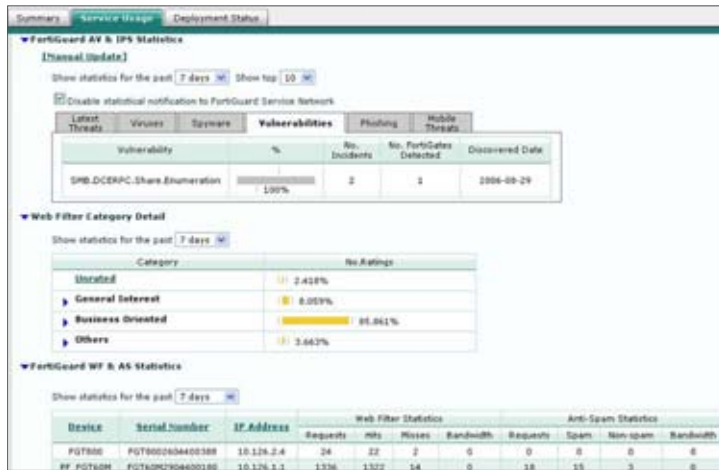 Summary Service Usage Deployment Status
FortiGuard AV & IPS Statistics
[Manual Update]
Show statistics for the past 7 days Show top 10
Disable statistical notification to FortiGuard Service Network
Latest Threats Viruses Spyware Vulnerabilities Phishing Mobile Threats
Vulnerability % No. Incidents No. FortiGates Detected Discovered Date
SMB.DCERPC.Share.Enumeration 100% 2 1 2006-08-29
Web Filter Category Detail
Show statistics for the past 7 days
Category No.Ratings
Unrated 2.418%
General Interest 8.059%
Business Oriented 85.861%
Others 3.663%
FortiGuard WF & AS Statistics
Show statistics for the past 7 days
Device Serial Number IP Address Web Filter Statistics Anti-Spam Statistics
Requests Hits Misses Bandwidth Requests Spam Non-spam Bandwidth
FGT800 FGT8002604400388 10.126.2.4 24 22 2 0 0 0 0 0
RF_FGT60M FGT60M2904400180 10.126.1.1 1336 1322 14 0 18 55 0